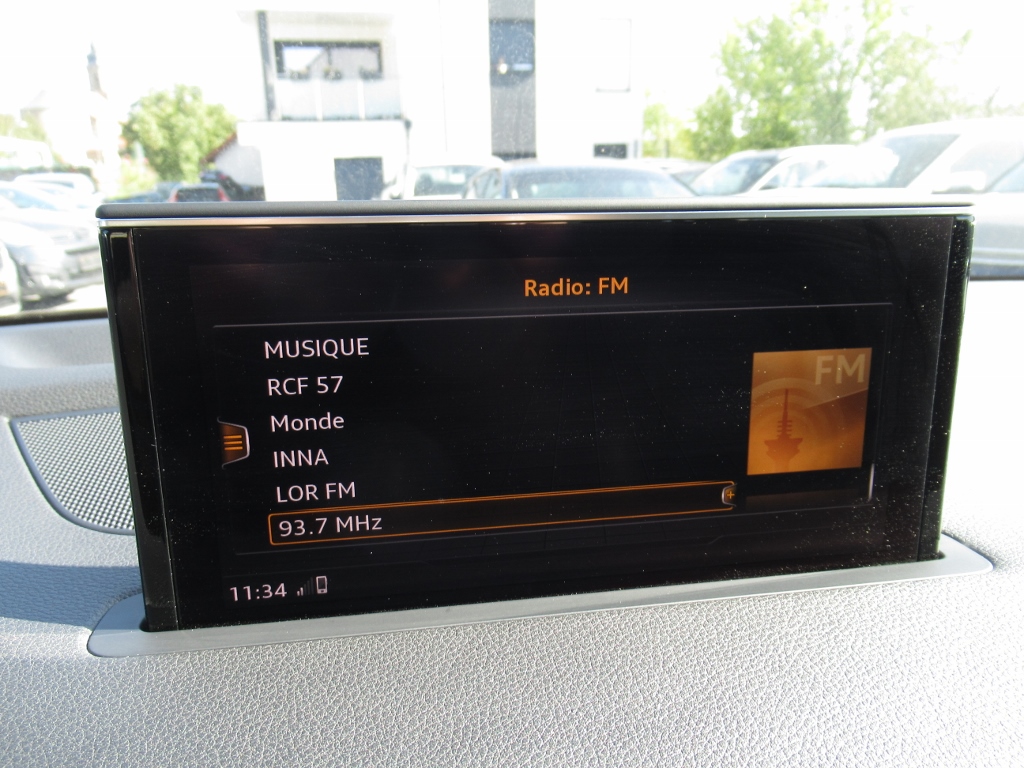 Radio: FM
MUSIQUE
RCF 57
Monde
INNA
LOR FM
93.7 MHz
FM
11:34